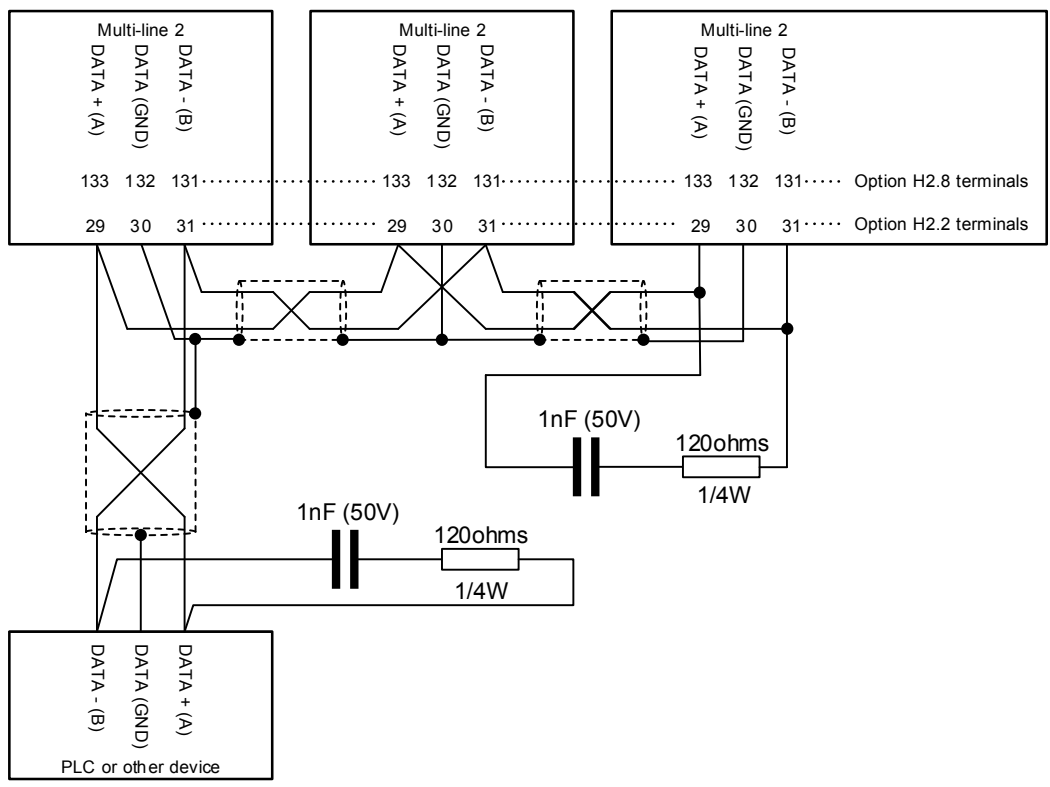 Multi-line 2
DATA + (A)
DATA (GND)
DATA - (B)
133 132 131
29 30 31
Multi-line 2
DATA + (A)
DATA (GND)
DATA - (B)
133 132 131
29 30 31
Multi-line 2
DATA + (A)
DATA (GND)
DATA - (B)
133 132 131 Option H2.8 terminals
29 30 31 Option H2.2 terminals
1nF (50V)
120ohms
1/4W
1nF (50V)
120ohms
1/4W
DATA - (B)
DATA (GND)
DATA + (A)
PLC or other device